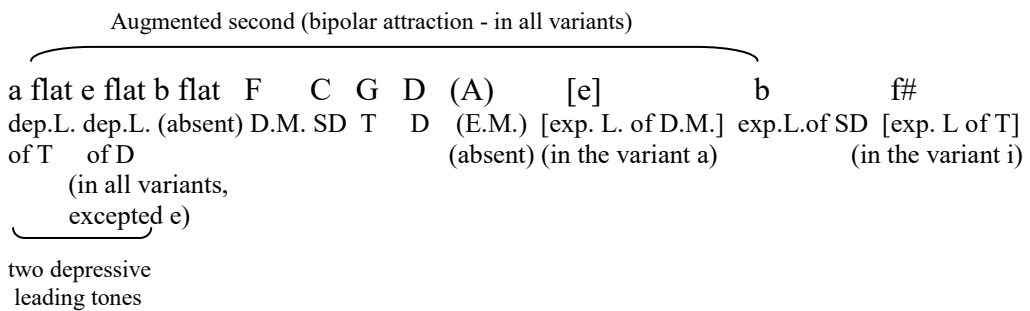 Augmented second (bipolar attraction - in all variants)
a flat e flat b flat F C G D (A) [e] b f#
dep.L. dep.L. (absent) D.M. SD T D (E.M.) [exp. L. of D.M.] exp.L.of SD [exp. L of T]
of T of D (absent) (in the variant a) (in the variant i)
(in all variants,
excepted e)
two depressive
leading tones